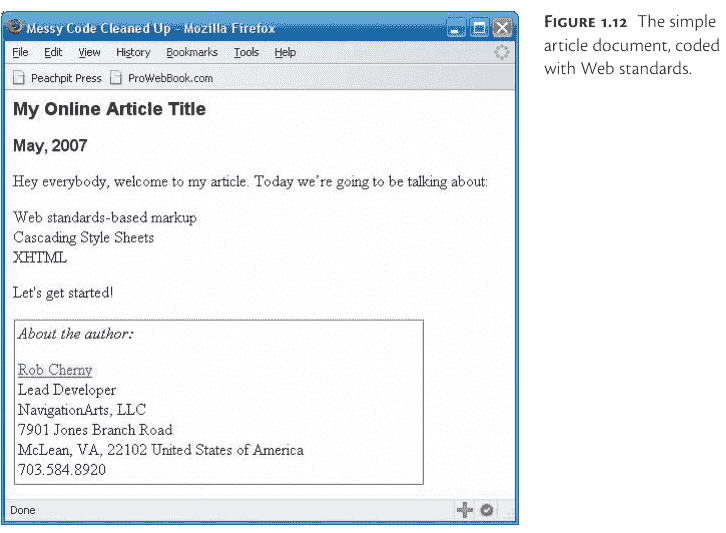 Messy Code Cleaned Up - Mozilla Firefox
File Edit View History Bookmarks Tools Help
Peachpit Press ProWebBook.com
My Online Article Title
May, 2007
Hey everybody, welcome to my article. Today we’re going to be talking about:
Web standards-based markup
Cascading Style Sheets
XHTML
Let's get started!
About the author:
Rob Cherny
Lead Developer
NavigationArts, LLC
7901 Jones Branch Road
McLean, VA, 22102 United States of America
703.584.8920
Done
Figure 1.12 The simple
article document, coded
with Web standards.